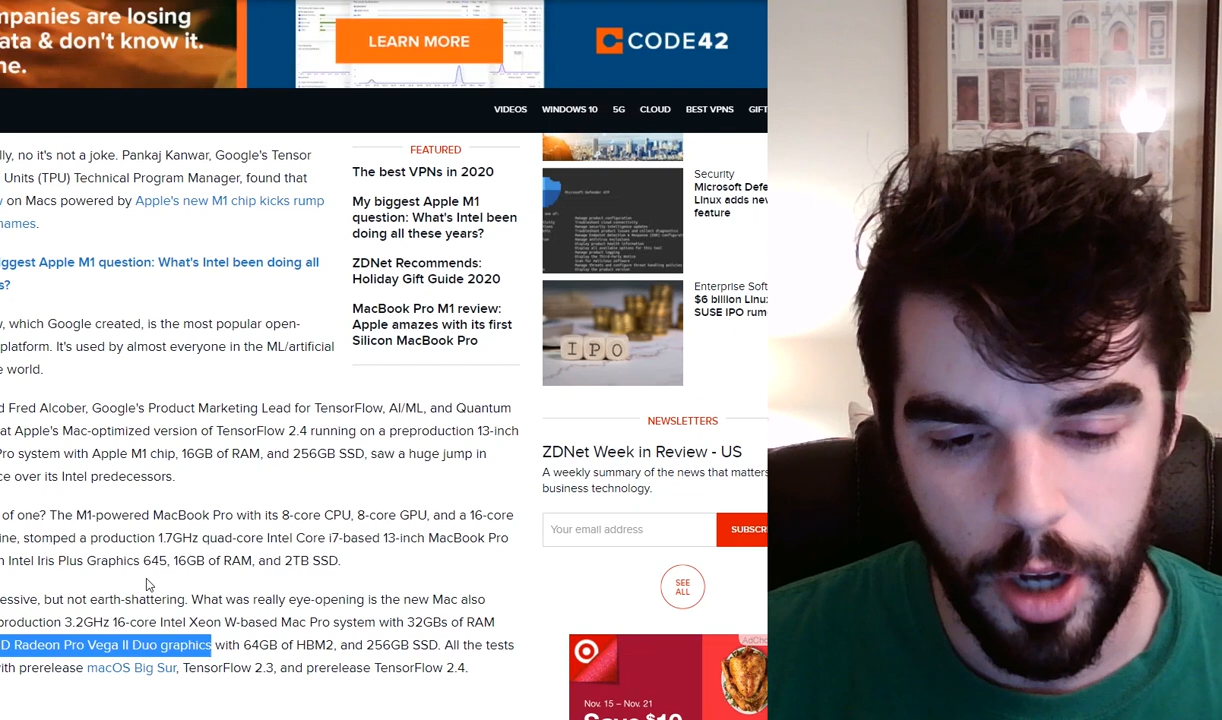 mpanies are losing
ata & don't know it.
ne.
LEARN MORE
CODE42
VIDEOS WINDOWS 10 5G CLOUD BEST VPNS GIFT
lly, no it's not a joke. Pankaj Kanwar, Google's Tensor
Units (TPU) Technical Program Manager, found that
on Macs powered by Apple's new M1 chip kicks rump
names.
iggest Apple M1 question: What's Intel been doing all
s?
, which Google created, is the most popular open-
platform. It's used by almost everyone in the ML/artificial
e world.
d Fred Alcober, Google's Product Marketing Lead for TensorFlow, AI/ML, and Quantum
at Apple's Mac-optimized version of TensorFlow 2.4 running on a preproduction 13-inch
Pro system with Apple M1 chip, 16GB of RAM, and 256GB SSD, saw a huge jump in
ce over its Intel predecessors.
of one? The M1-powered MacBook Pro with its 8-core CPU, 8-core GPU, and a 16-core
ine, stomped a production 1.7GHz quad-core Intel Core i7-based 13-inch MacBook Pro
n Intel Iris Plus Graphics 645, 16GB of RAM, and 2TB SSD.
essive, but not earth-shattering. What was really eye-opening is the new Mac also
production 3.2GHz 16-core Intel Xeon W-based Mac Pro system with 32GBs of RAM
D Radeon Pro Vega II Duo graphics with 64GB of HBM2, and 256GB SSD. All the tests
ith prerelease macOS Big Sur, TensorFlow 2.3, and prerelease TensorFlow 2.4.
FEATURED
The best VPNs in 2020
My biggest Apple M1
question: What's Intel been
doing all these years?
ZDNet Recommends:
Holiday Gift Guide 2020
MacBook Pro M1 review:
Apple amazes with its first
Silicon MacBook Pro
Security
Microsoft Defe
Linux adds nev
feature
Enterprise Soft
$6 billion Linu
SUSE IPO rum
IPO
NEWSLETTERS
ZDNet Week in Review - US
A weekly summary of the news that matters
business technology.
Your email address
SUBSCR
SEE
ALL
AdCho
Nov. 15 – Nov. 21
Save $10